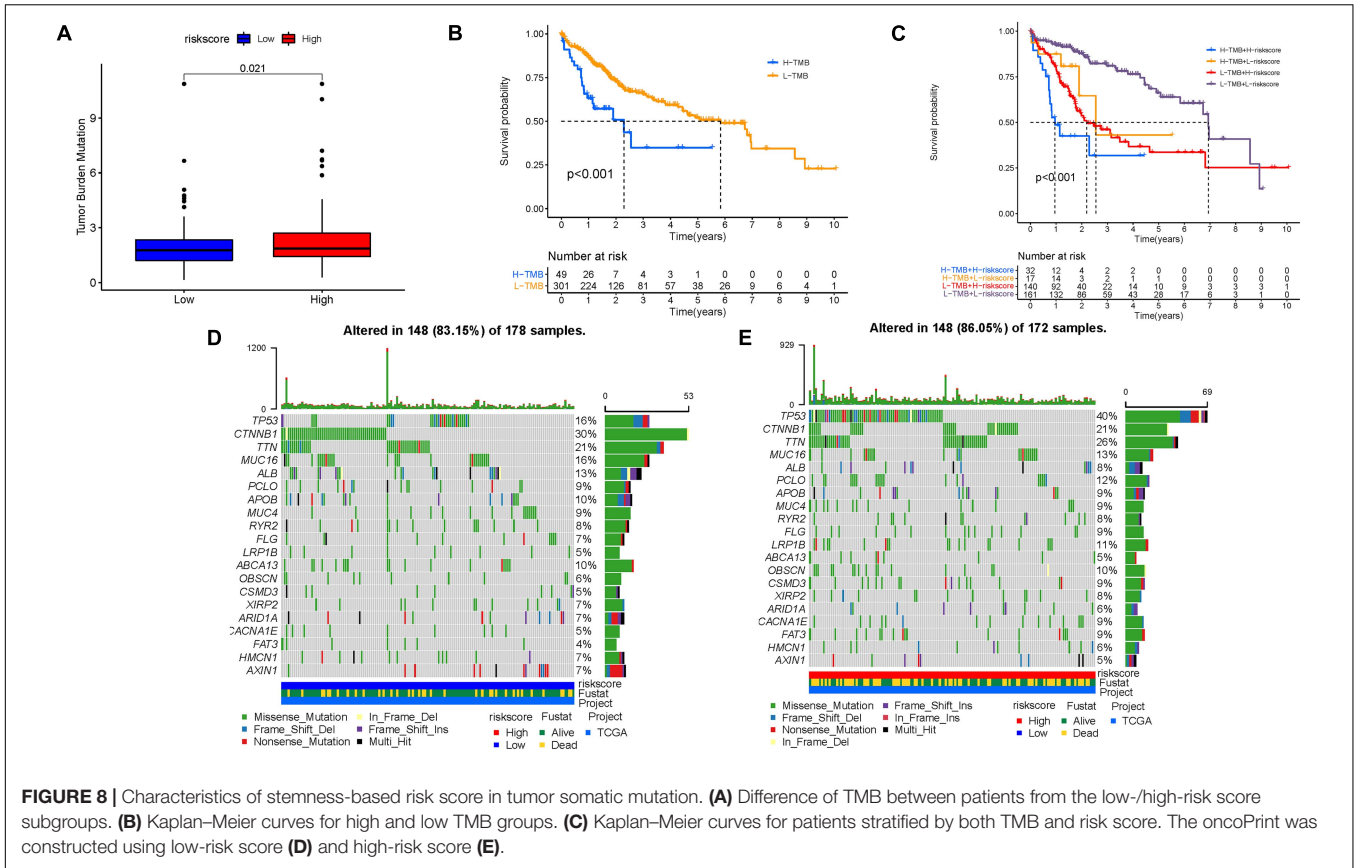 A
riskscore Low High
0.021
Tumor Burden Mutation
9
6
3
0
Low High
B
H-TMB
L-TMB
Survival probability
1.00
0.75
0.50
0.25
0.00
p<0.001
0 1 2 3 4 5 6 7 8 9 10
Time(years)
Number at risk
H-TMB 49 26 7 4 3 1 0 0 0 0 0
L-TMB 301 224 126 81 57 38 26 9 6 4 1
0 1 2 3 4 5 6 7 8 9 10
Time(years)
C
H-TMB+H-riskscore
H-TMB+L-riskscore
L-TMB+H-riskscore
L-TMB+L-riskscore
Survival probability
1.00
0.75
0.50
0.25
0.00
p<0.001
0 1 2 3 4 5 6 7 8 9 10
Time(years)
Number at risk
H-TMB+H-riskscore 32 12 4 2 2 0 0 0 0 0 0
H-TMB+L-riskscore 17 14 3 2 1 1 0 0 0 0 0
L-TMB+H-riskscore 140 92 40 22 14 10 9 3 3 3 1
L-TMB+L-riskscore 161 132 86 59 43 28 17 6 3 1 0
0 1 2 3 4 5 6 7 8 9 10
Time(years)
D
Altered in 148 (83.15%) of 178 samples.
1200
0
0 53
TP53 16%
CTNNB1 30%
TTN 21%
MUC16 16%
ALB 13%
PCLO 9%
APOB 10%
MUC4 9%
RYR2 8%
FLG 7%
LRP1B 5%
ABCA13 10%
OBSCN 6%
CSMD3 5%
XIRP2 7%
ARID1A 7%
CACNA1E 5%
FAT3 4%
HMCN1 7%
AXIN1 7%
riskscore
Fustat
Project
Missense_Mutation In_Frame_Del riskscore Fustat Project
Frame_Shift_Del Frame_Shift_Ins High Alive TCGA
Nonsense_Mutation Multi_Hit Low Dead
E
Altered in 148 (86.05%) of 172 samples.
929
0
0 69
TP53 40%
CTNNB1 21%
TTN 26%
MUC16 13%
ALB 8%
PCLO 12%
APOB 9%
MUC4 9%
RYR2 8%
FLG 9%
LRP1B 11%
ABCA13 5%
OBSCN 10%
CSMD3 9%
XIRP2 8%
ARID1A 6%
CACNA1E 9%
FAT3 9%
HMCN1 6%
AXIN1 5%
riskscore
Fustat
Project
Missense_Mutation Frame_Shift_Ins riskscore Fustat Project
Frame_Shift_Del In_Frame_Ins High Alive TCGA
Nonsense_Mutation Multi_Hit Low Dead
In_Frame_Del
FIGURE 8 | Characteristics of stemness-based risk score in tumor somatic mutation. (A) Difference of TMB between patients from the low-/high-risk score
subgroups. (B) Kaplan–Meier curves for high and low TMB groups. (C) Kaplan–Meier curves for patients stratified by both TMB and risk score. The oncoPrint was
constructed using low-risk score (D) and high-risk score (E).